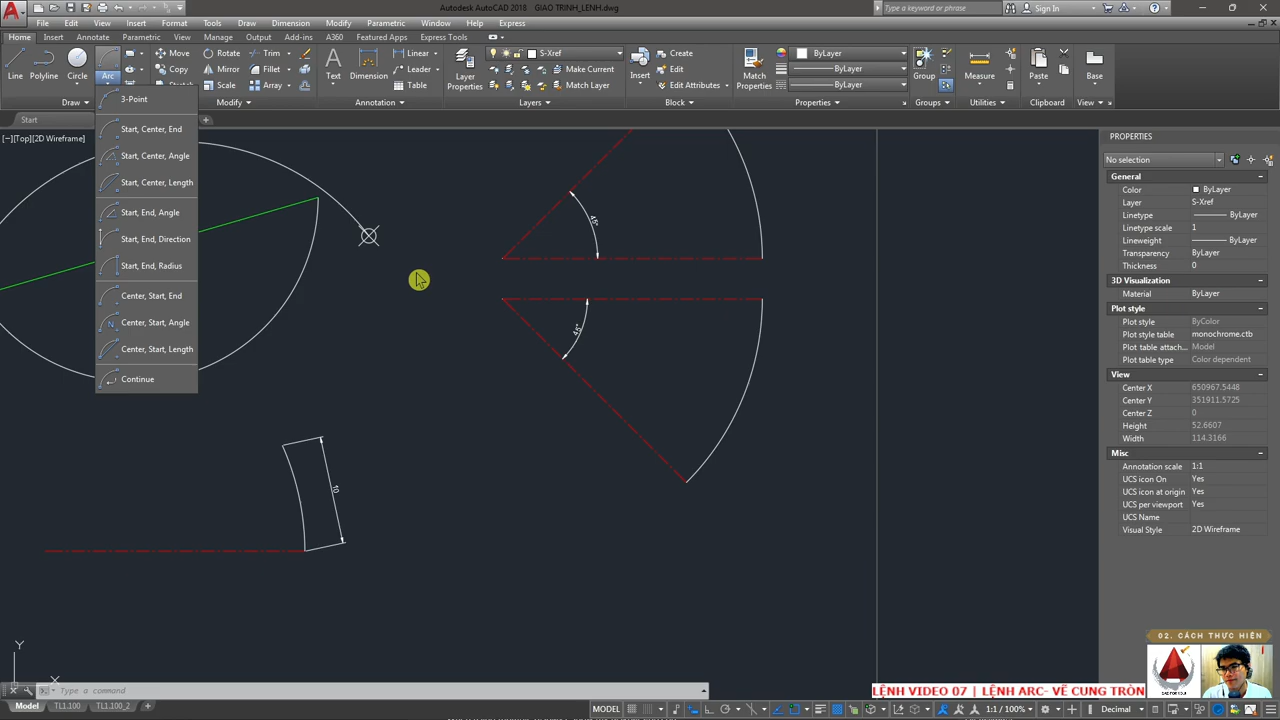 Autodesk AutoCAD 2018 GIAO TRINH_LENH.dwg
Type a keyword or phrase
Sign In
File Edit View Insert Format Tools Draw Dimension Modify Parametric Window Help Express
Home Insert Annotate Parametric View Manage Output Add-ins A360 Featured Apps Express Tools
Line Polyline Circle Arc
Move Rotate Trim
Copy Mirror Fillet
Scale Array
Text Dimension
Linear
Leader
Table
Layer Properties
S-Xref
Make Current
Match Layer
Insert
Create
Edit
Edit Attributes
Match Properties
ByLayer
ByLayer
ByLayer
Group
Measure
Paste
Base
Draw Modify Annotation Layers Block Properties Groups Utilities Clipboard View
Start
[−][Top][2D Wireframe]
3-Point
Start, Center, End
Start, Center, Angle
Start, Center, Length
Start, End, Angle
Start, End, Direction
Start, End, Radius
Center, Start, End
Center, Start, Angle
Center, Start, Length
Continue
45°
45°
10
PROPERTIES
No selection
General
Color ByLayer
Layer S-Xref
Linetype ByLayer
Linetype scale 1
Lineweight ByLayer
Transparency ByLayer
Thickness 0
3D Visualization
Material ByLayer
Plot style
Plot style ByColor
Plot style table monochrome.ctb
Plot table attach... Model
Plot table type Color dependent
View
Center X 650967.5448
Center Y 351911.5725
Center Z 0
Height 52.6607
Width 114.3166
Misc
Annotation scale 1:1
UCS icon On Yes
UCS icon at origin Yes
UCS per viewport Yes
UCS Name
Visual Style 2D Wireframe
Y
X
02. CÁCH THỰC HIỆN
Type a command
LỆNH VIDEO 07 | LỆNH ARC- VẼ CUNG TRÒN
Model TL1.100 TL1.100_2
MODEL
1:1 / 100%
Decimal